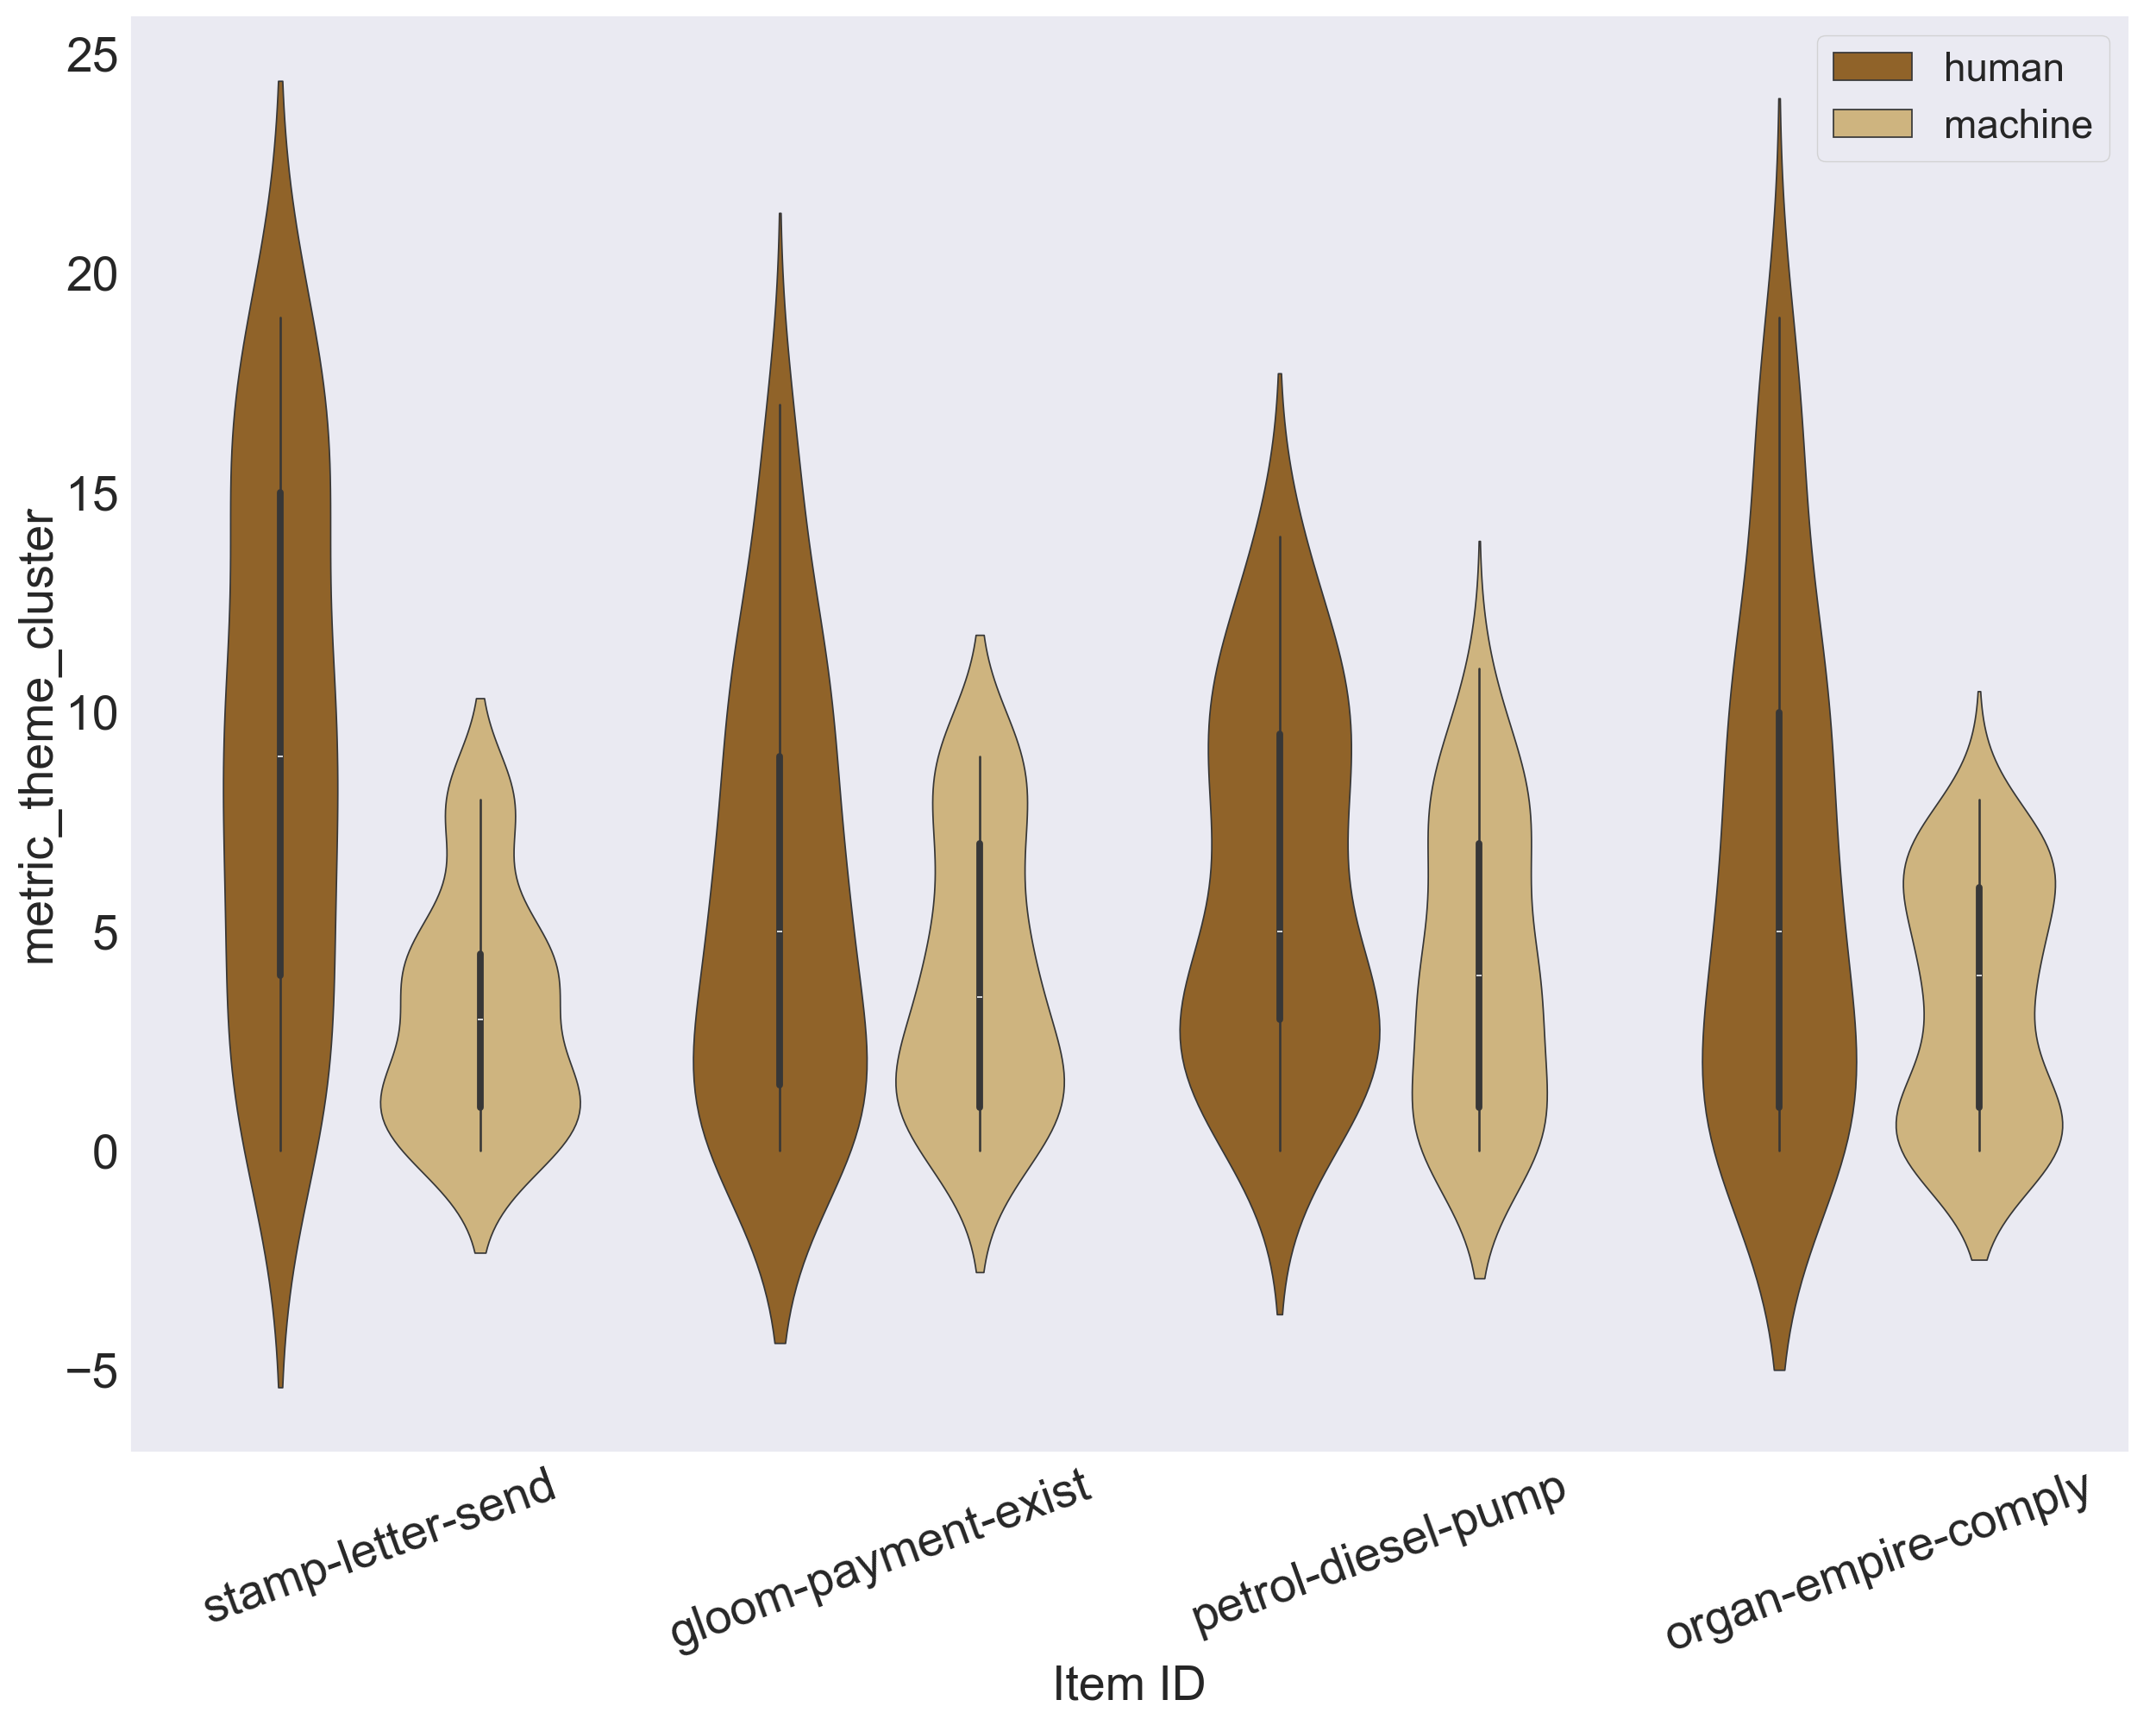 25
20
15
10
5
0
−5
metric_theme_cluster
human
machine
stamp-letter-send
gloom-payment-exist
petrol-diesel-pump
organ-empire-comply
Item ID